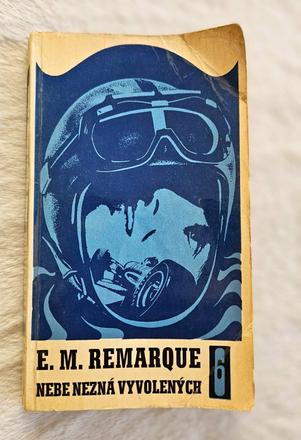 E. M. REMARQUE
NEBE NEZNÁ VYVOLENÝCH
6